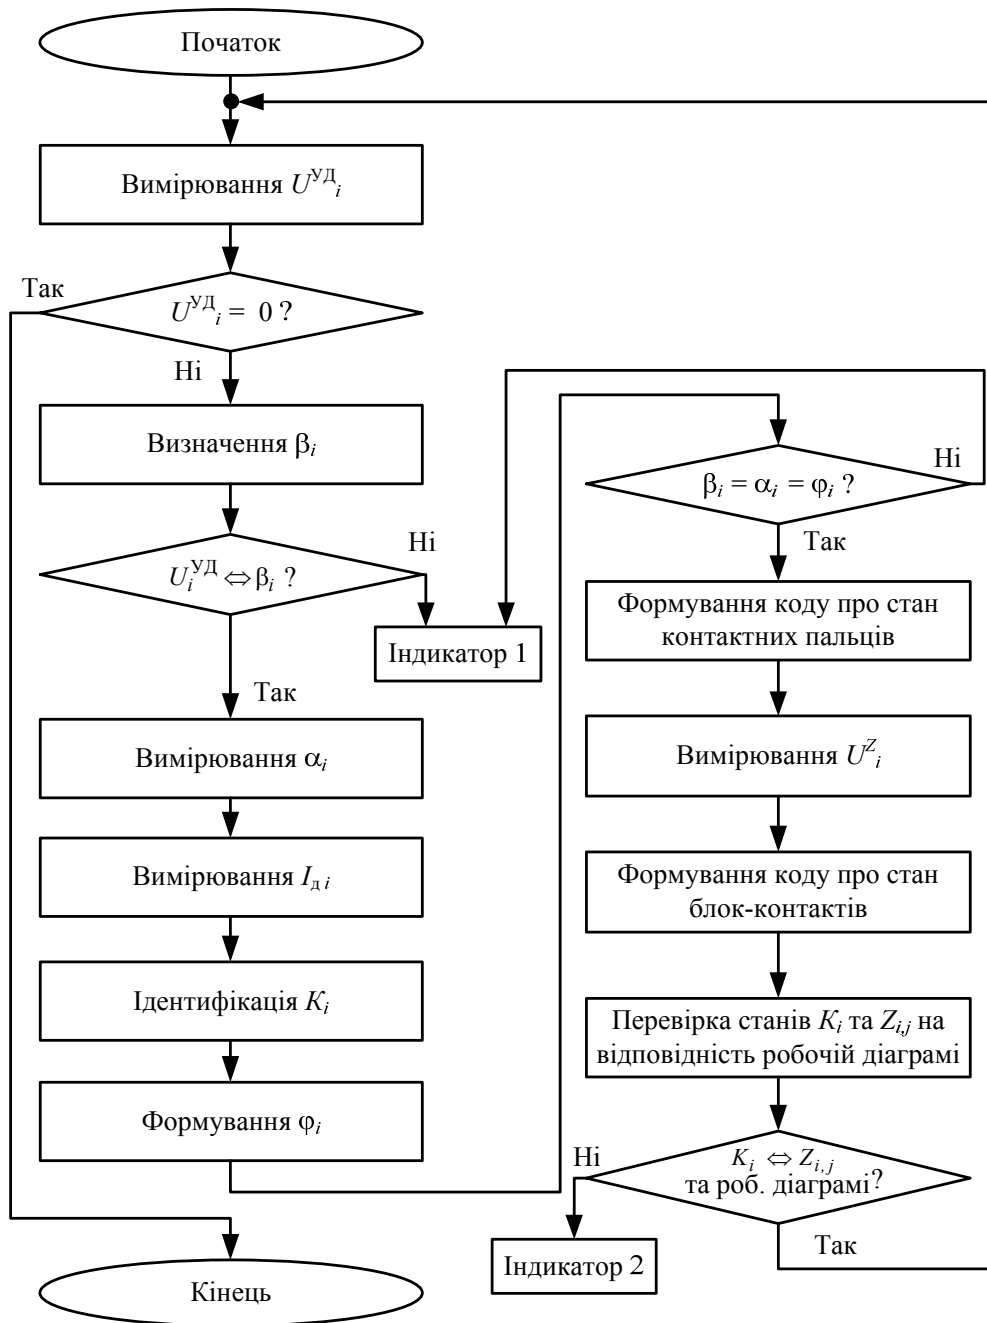 Початок
Вимірювання U^УД_i
Так
U^УД_i = 0 ?
Ні
Визначення β_i
Ні
U_i^УД ⇔ β_i ?
Індикатор 1
Так
Вимірювання α_i
Вимірювання I_д i
Ідентифікація K_i
Формування φ_i
Кінець
Ні
β_i = α_i = φ_i ?
Так
Формування коду про стан
контактних пальців
Вимірювання U^Z_i
Формування коду про стан
блок-контактів
Перевірка станів K_i та Z_i,j на
відповідність робочій діаграмі
Ні
K_i ⇔ Z_i,j
та роб. діаграмі?
Так
Індикатор 2